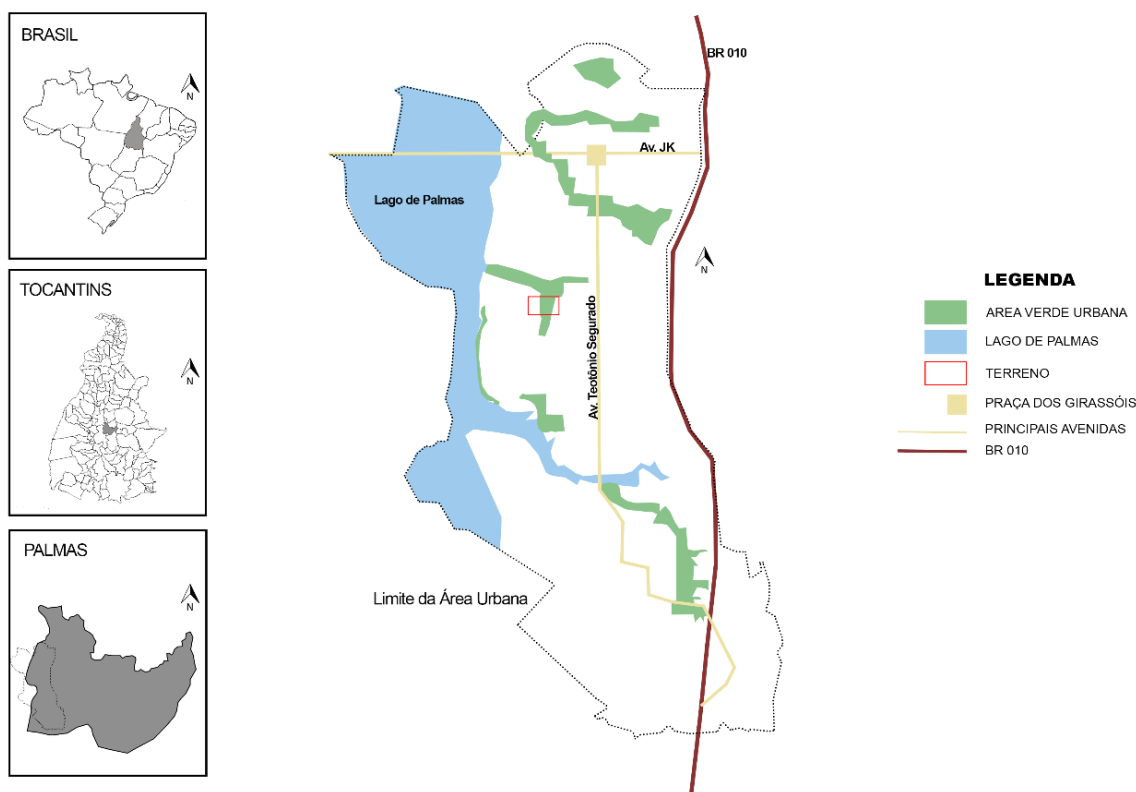 BRASIL
N
TOCANTINS
N
PALMAS
N
BR 010
Av. JK
Lago de Palmas
N
Av. Teotônio Segurado
Limite da Área Urbana
LEGENDA
AREA VERDE URBANA
LAGO DE PALMAS
TERRENO
PRAÇA DOS GIRASSÓIS
PRINCIPAIS AVENIDAS
BR 010